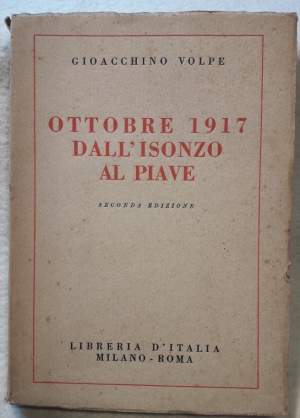 GIOACCHINO VOLPE
OTTOBRE 1917
DALL'ISONZO
AL PIAVE
SECONDA EDIZIONE
LIBRERIA D'ITALIA
MILANO - ROMA